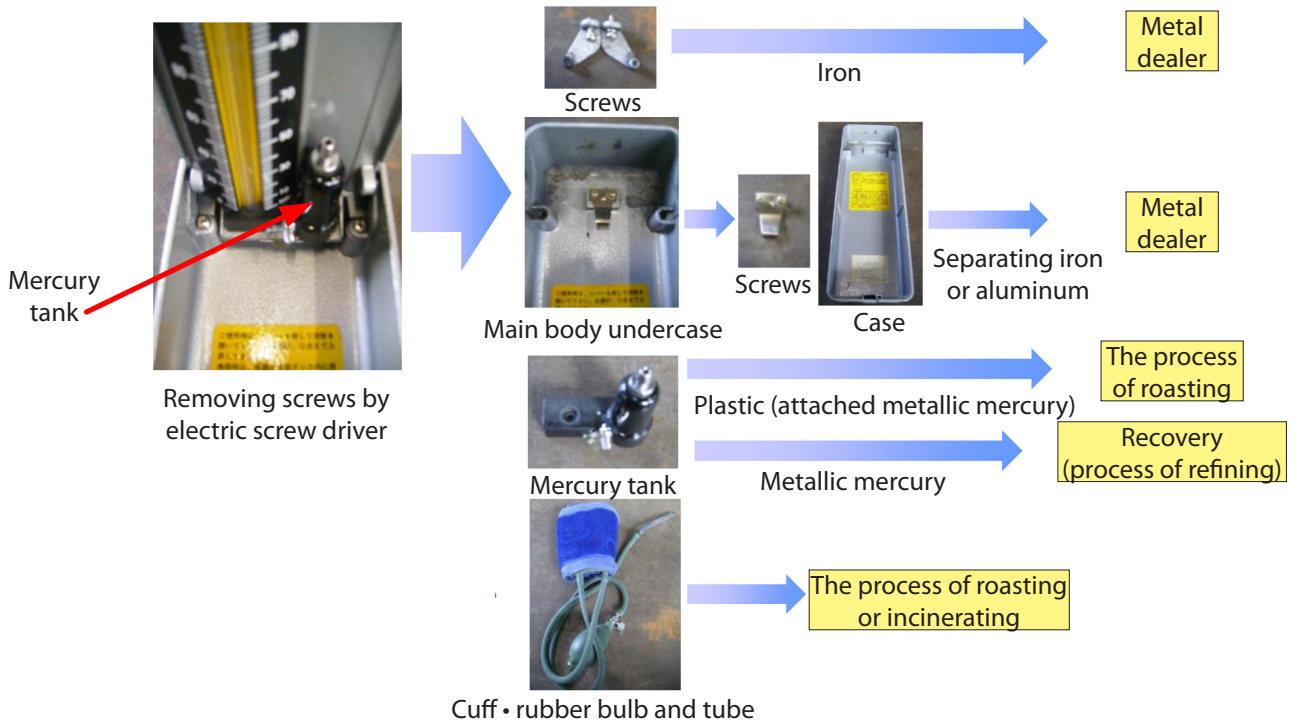 Mercury
tank
Removing screws by
electric screw driver
Screws
Iron
Metal
dealer
Main body undercase
Screws
Case
Separating iron
or aluminum
Metal
dealer
Mercury tank
Plastic (attached metallic mercury)
The process
of roasting
Metallic mercury
Recovery
(process of refining)
Cuff • rubber bulb and tube
The process of roasting
or incinerating